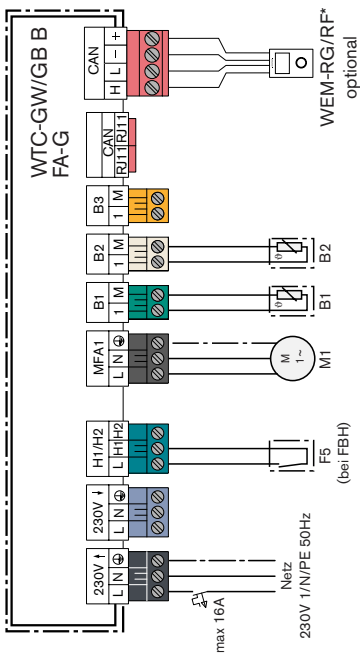 WTC-GW/GB B
FA-G
230V ↑
230V ↓
H1/H2
MFA1
B1
B2
B3
CAN
CAN
L N ⏚
L N ⏚
L H1 H2
L N ⏚
1 M
1 M
1 M
RJ11 RJ11
H L − +
max 16A
Netz
230V 1/N/PE 50Hz
F5
(bei FBH)
M
1~
M1
ϑ
B1
ϑ
B2
WEM-RG/RF*
optional